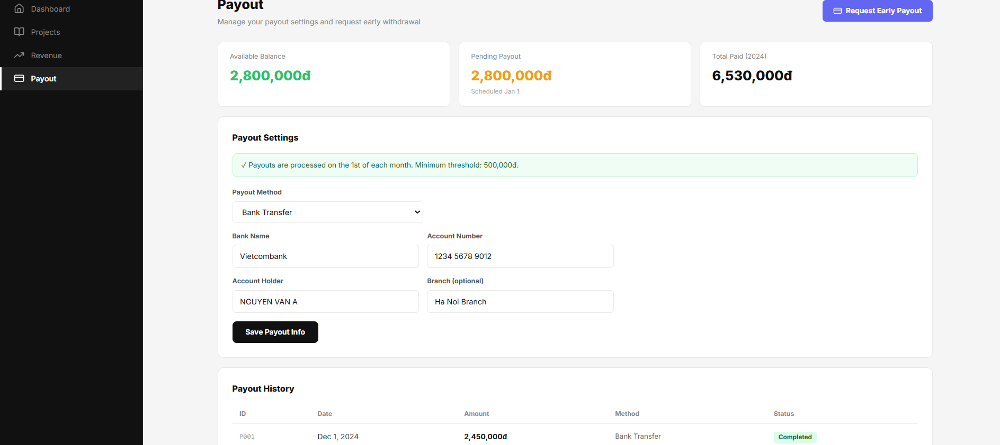 Dashboard
Projects
Revenue
Payout
Payout
Manage your payout settings and request early withdrawal
Request Early Payout
Available Balance
2,800,000đ
Pending Payout
2,800,000đ
Scheduled Jan 1
Total Paid (2024)
6,530,000đ
Payout Settings
✓ Payouts are processed on the 1st of each month. Minimum threshold: 500,000đ.
Payout Method
Bank Transfer
Bank Name
Account Number
Vietcombank
1234 5678 9012
Account Holder
Branch (optional)
NGUYEN VAN A
Ha Noi Branch
Save Payout Info
Payout History
ID Date Amount Method Status
P001 Dec 1, 2024 2,450,000đ Bank Transfer Completed